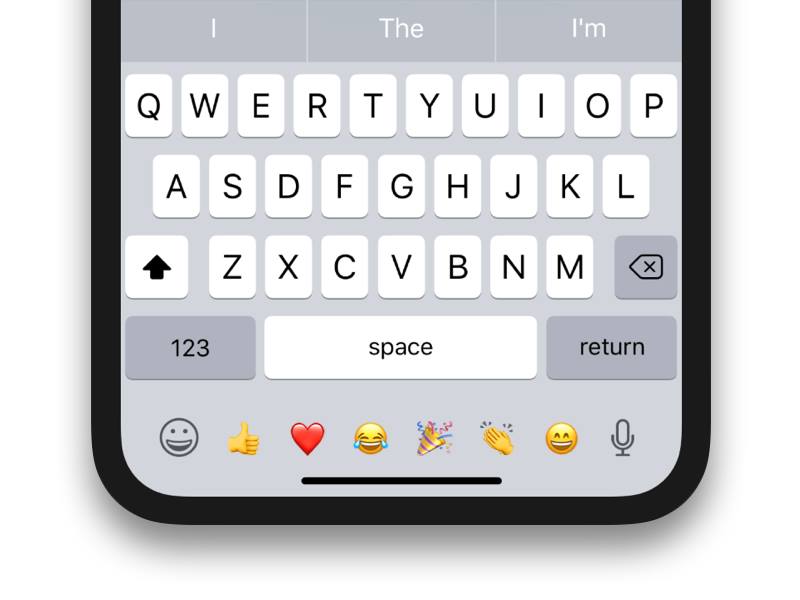 I The I'm
Q W E R T Y U I O P
A S D F G H J K L
Z X C V B N M
123 space return